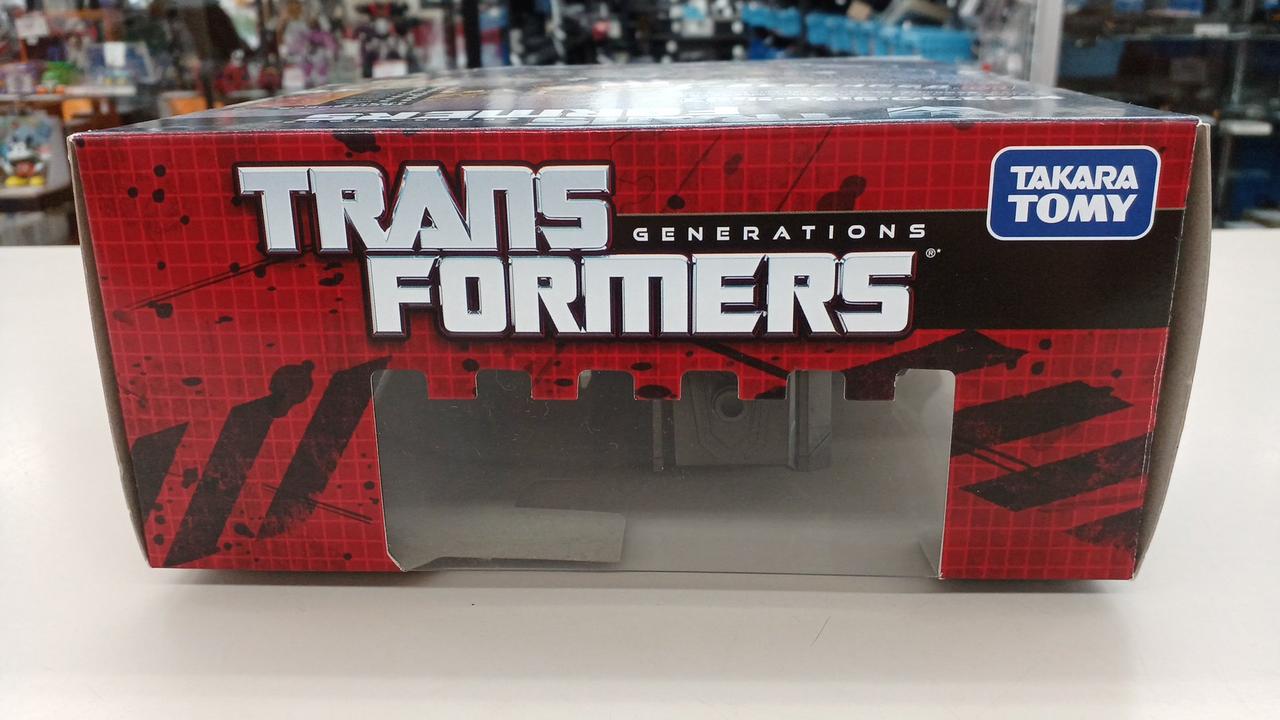 TRANS
GENERATIONS
FORMERS®*
TAKARA
TOMY